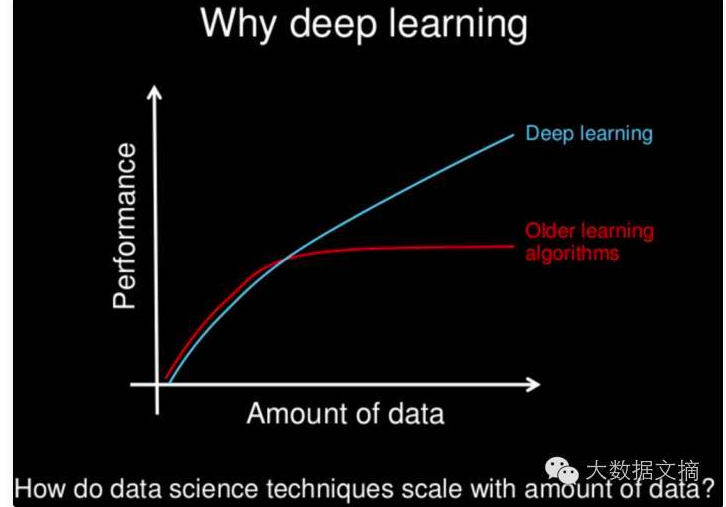 Why deep learning
Performance
Deep learning
Older learning
algorithms
Amount of data
大数据文摘
How do data science techniques scale with amount of data?